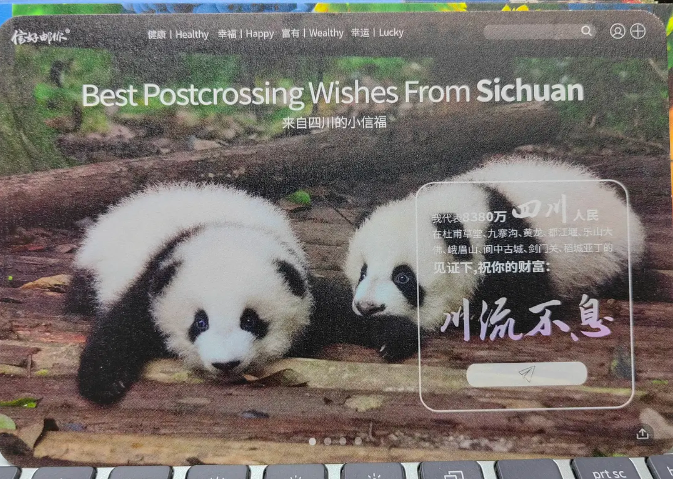 信好有你®
健康 | Healthy 幸福 | Happy 富有 | Wealthy 幸运 | Lucky
Best Postcrossing Wishes From Sichuan
来自四川的小信福
我代表8380万四川人民
在杜甫草堂、九寨沟、黄龙、都江堰、乐山大
佛、峨眉山、阆中古城、剑门关、稻城亚丁的
见证下,祝你的财富:
川流不息
prt sc